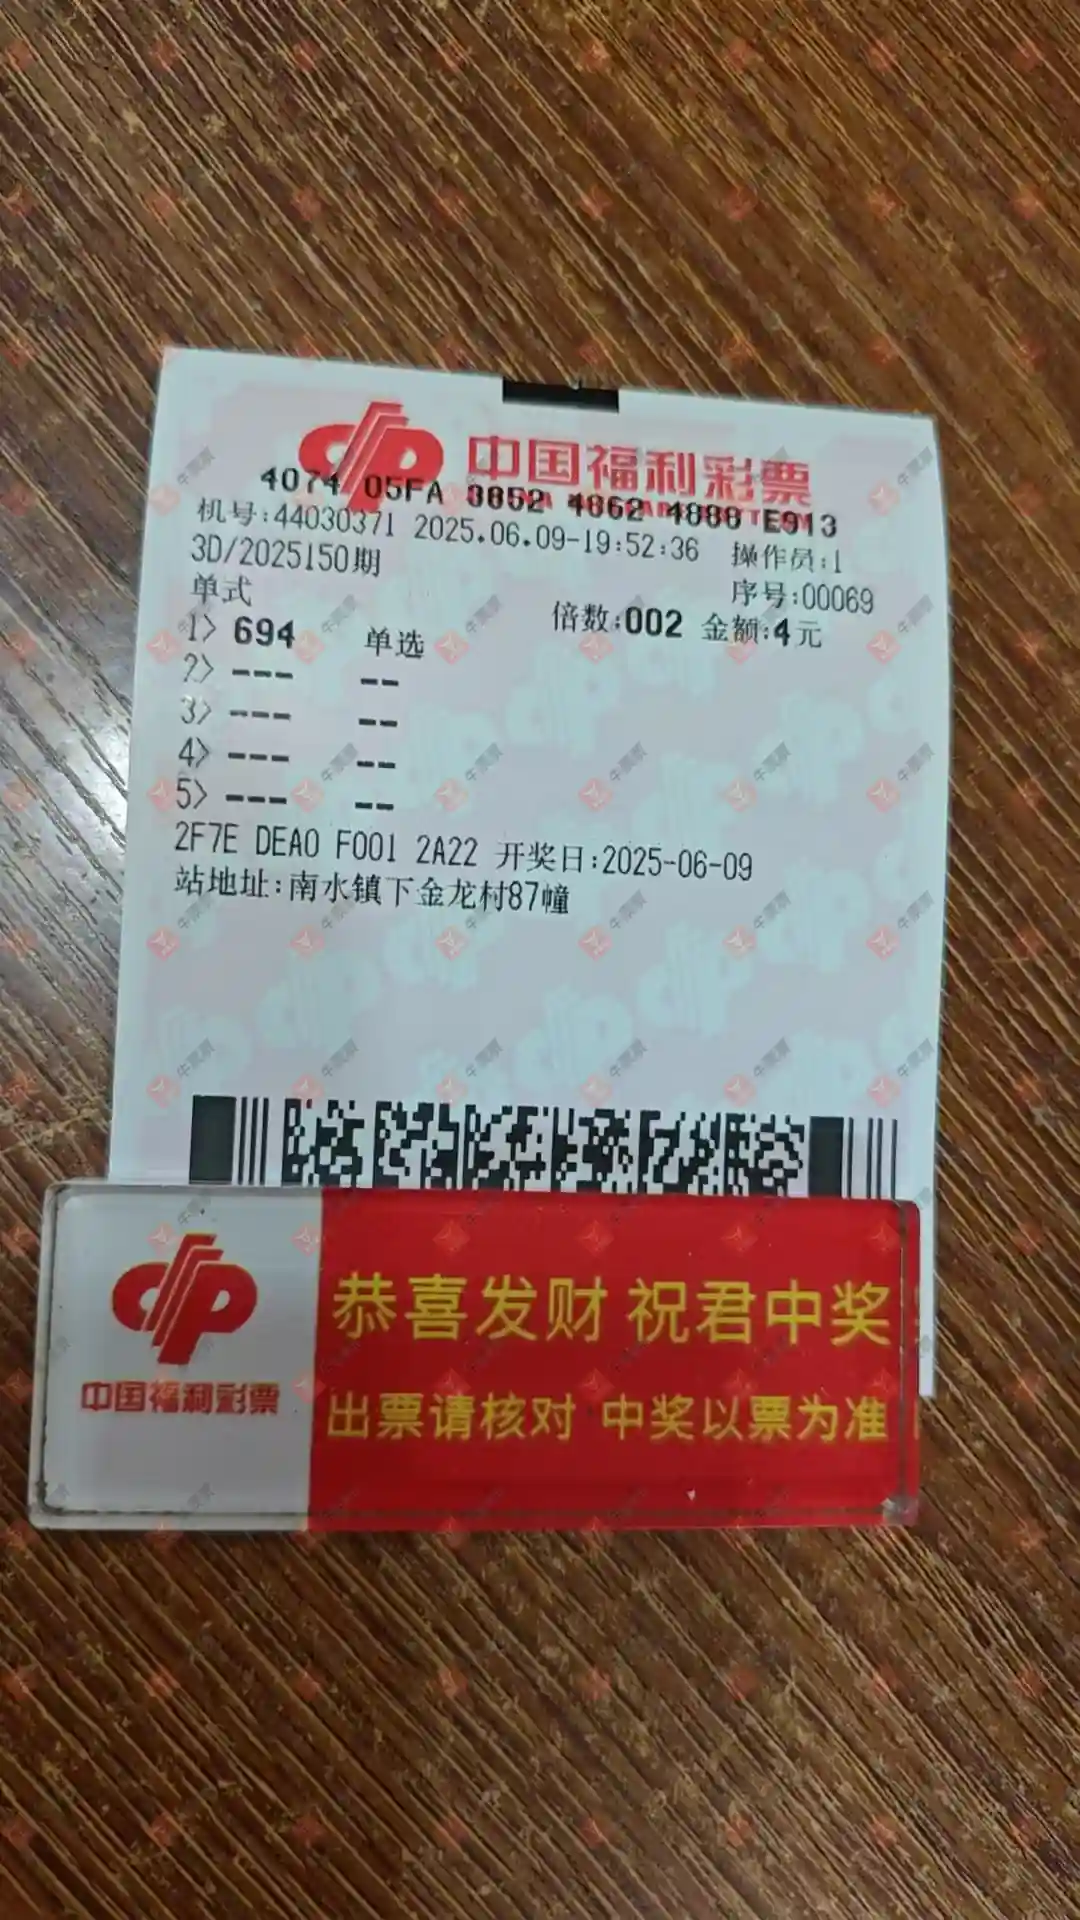 中国福利彩票
4074 05FA 3852 4862 4888 E913
机号:44030371 2025.06.09-19:52:36 操作员:1
3D/2025150期 序号:00069
单式 倍数:002 金额:4元
1> 694 单选
2> --- --
3> --- --
4> --- --
5> --- --
2F7E DEA0 F001 2A22 开奖日:2025-06-09
站地址:南水镇下金龙村87幢
恭喜发财 祝君中奖
中国福利彩票
出票请核对 中奖以票为准